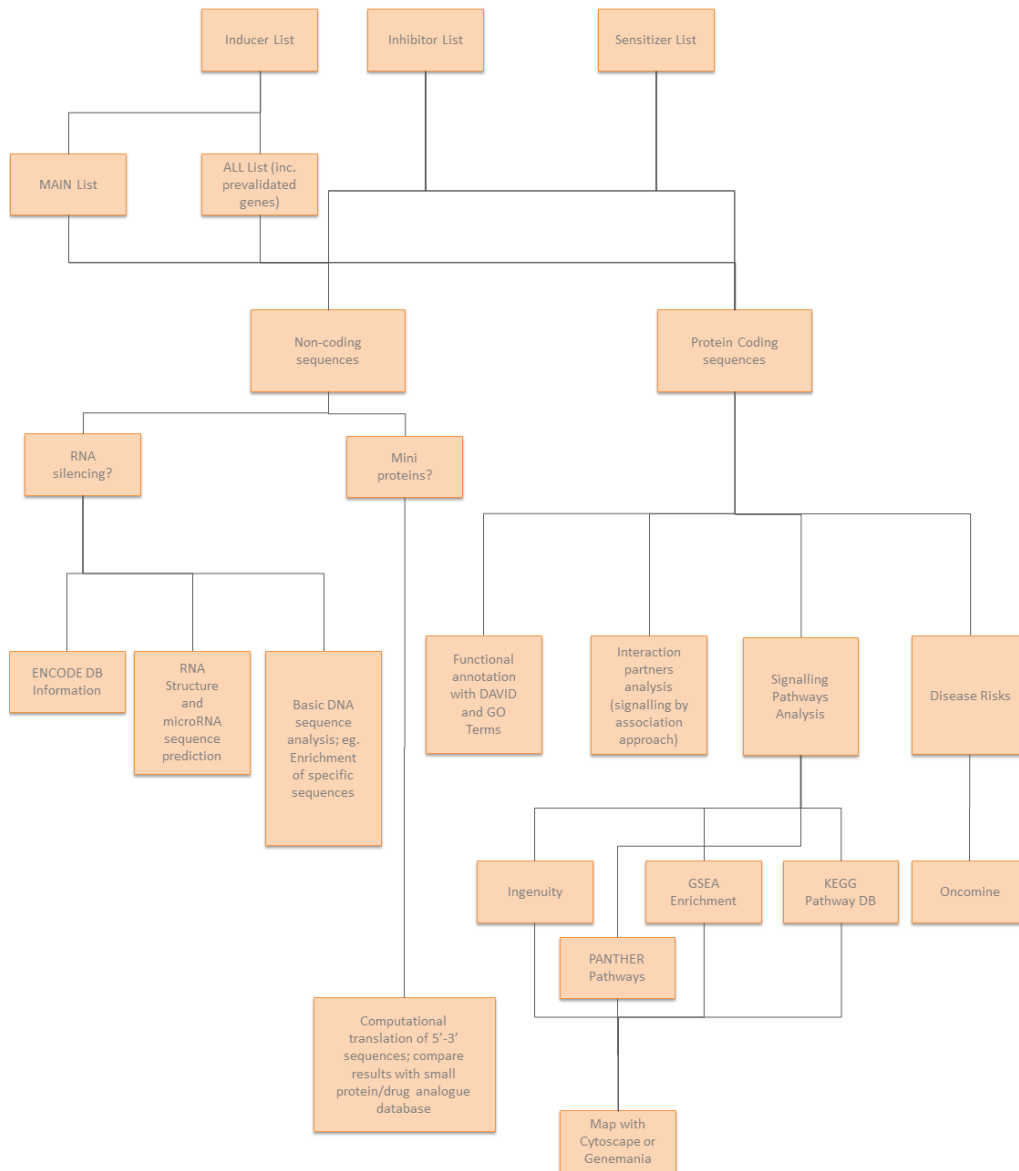 Inducer List
Inhibitor List
Sensitizer List
MAIN List
ALL List (inc.
prevalidated
genes)
Non-coding
sequences
Protein Coding
sequences
RNA
silencing?
Mini
proteins?
ENCODE DB
Information
RNA
Structure
and
microRNA
sequence
prediction
Basic DNA
sequence
analysis; eg.
Enrichment
of specific
sequences
Functional
annotation
with DAVID
and GO
Terms
Interaction
partners
analysis
(signalling by
association
approach)
Signalling
Pathways
Analysis
Disease Risks
Ingenuity
GSEA
Enrichment
KEGG
Pathway DB
Oncomine
PANTHER
Pathways
Computational
translation of 5’-3’
sequences; compare
results with small
protein/drug analogue
database
Map with
Cytoscape or
Genemania